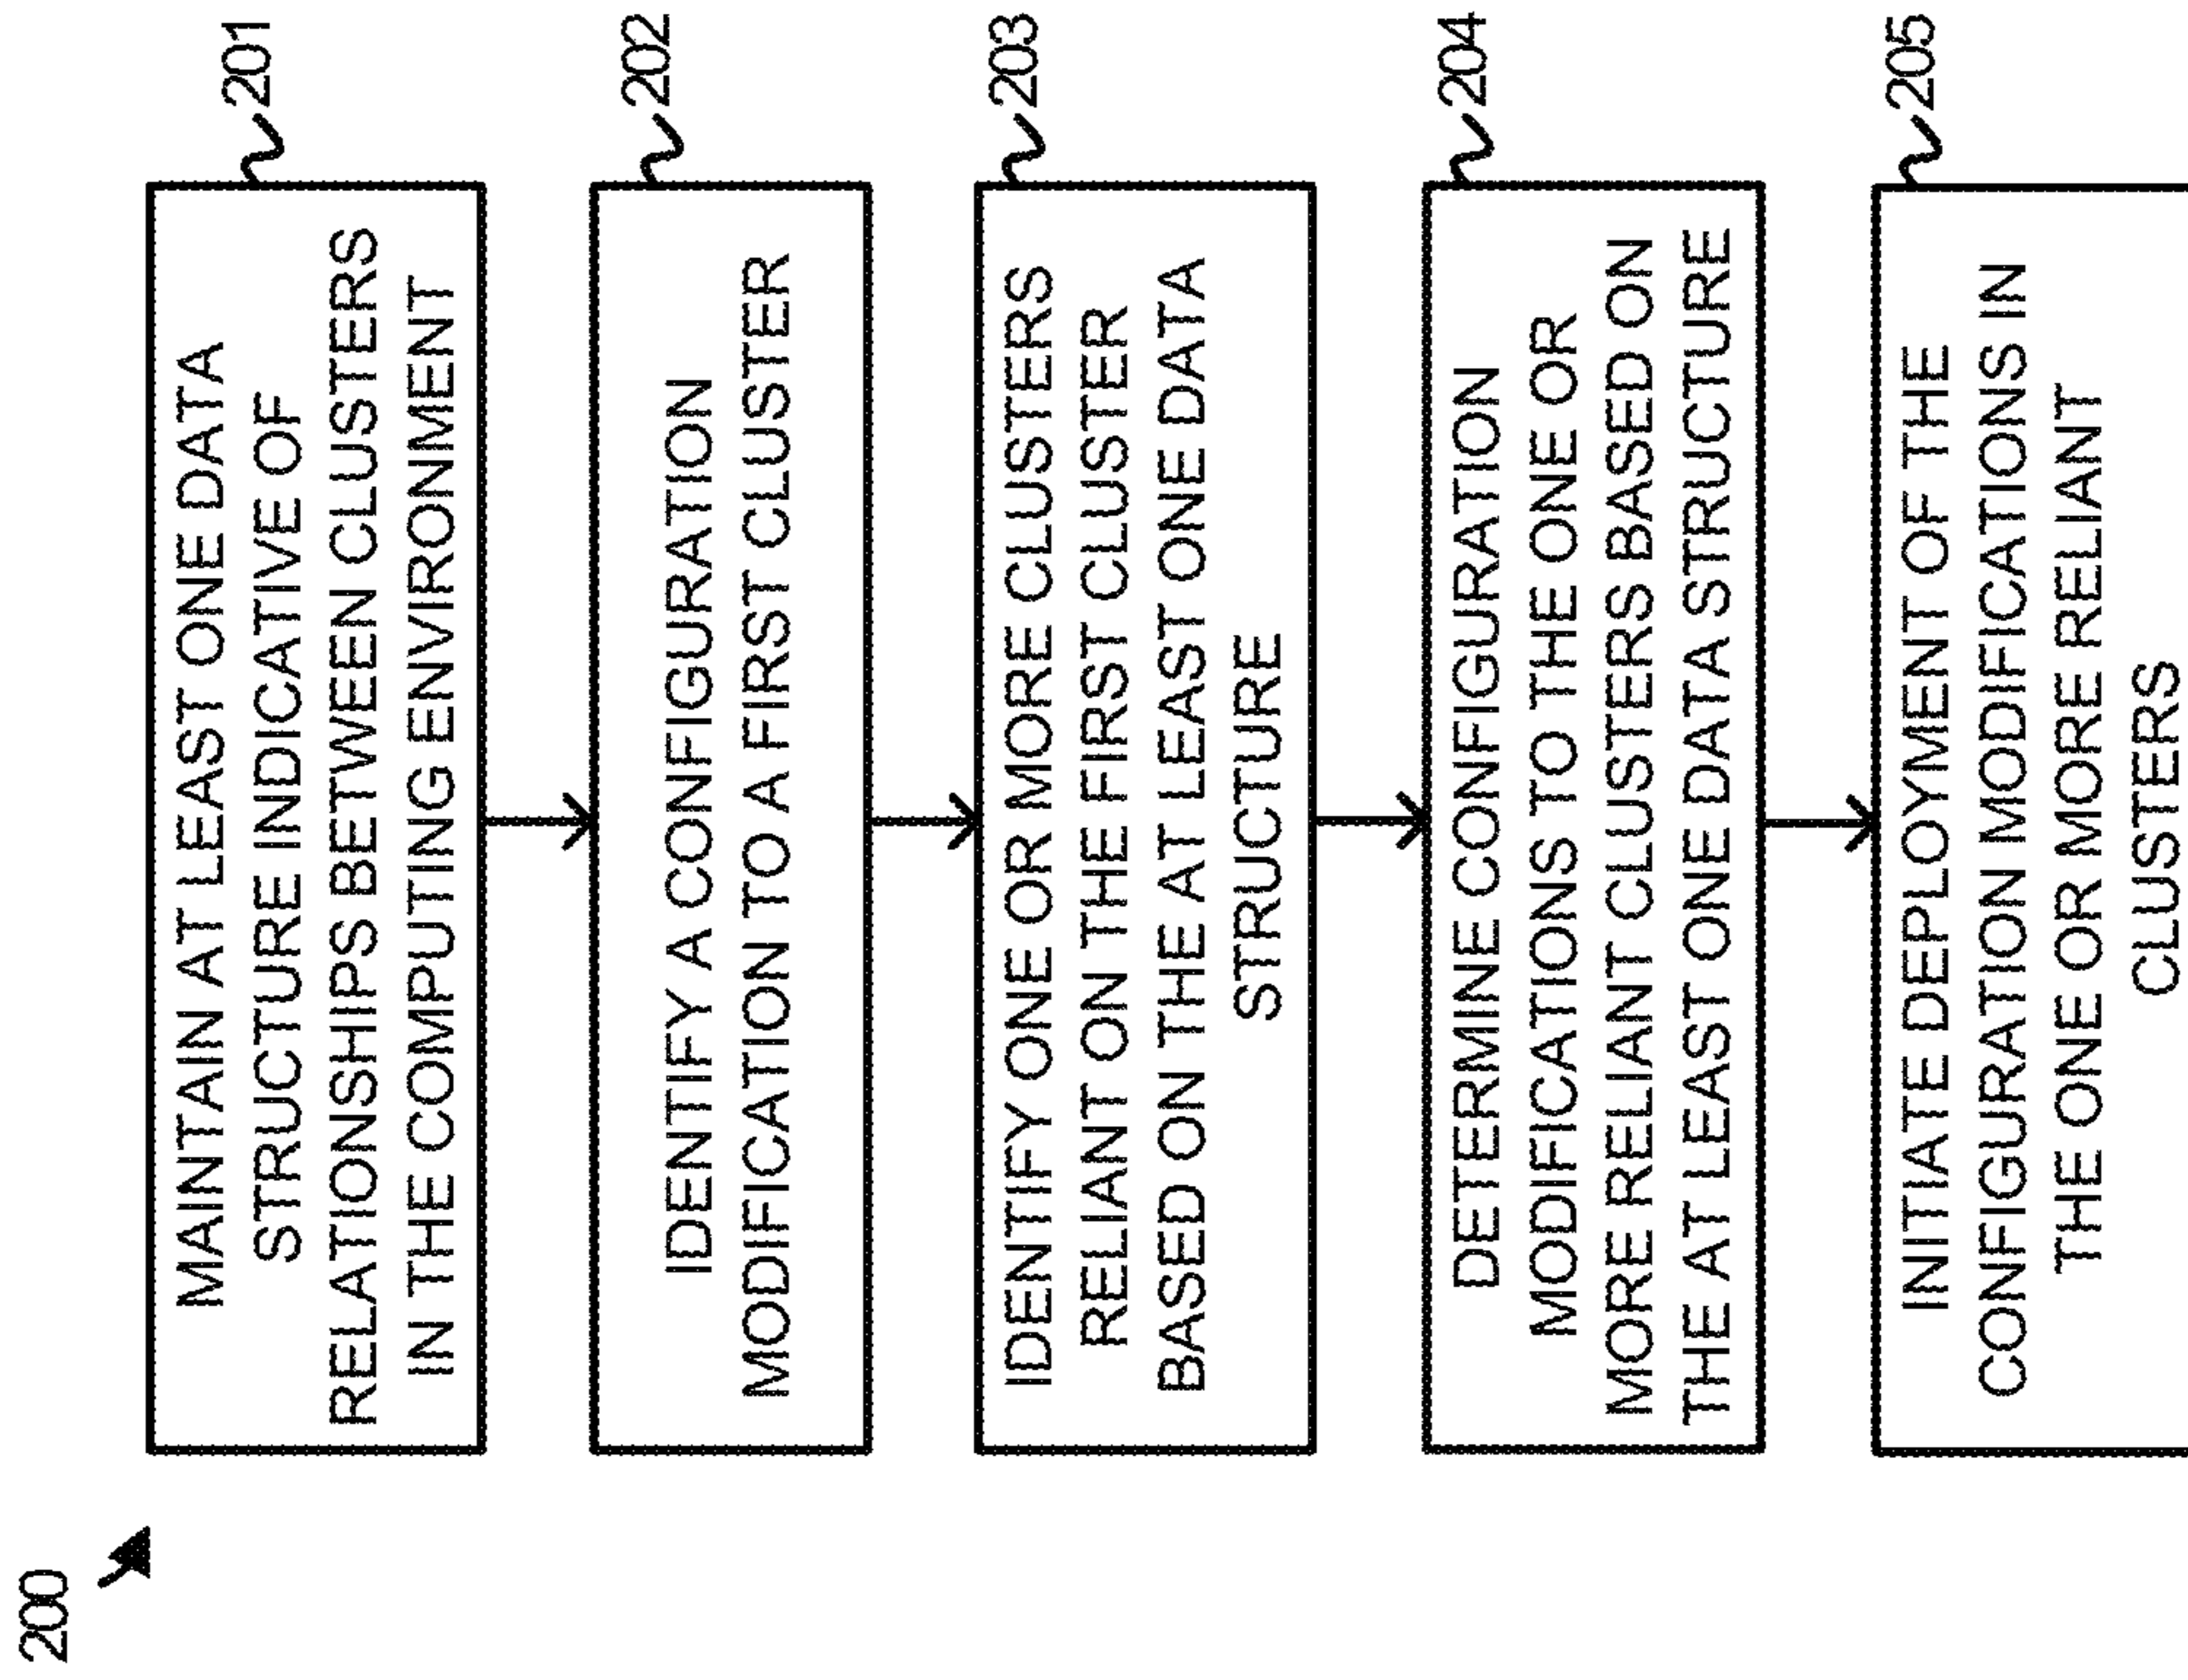 200
MAINTAIN AT LEAST ONE DATA
STRUCTURE INDICATIVE OF
RELATIONSHIPS BETWEEN CLUSTERS
IN THE COMPUTING ENVIRONMENT
201
IDENTIFY A CONFIGURATION
MODIFICATION TO A FIRST CLUSTER
202
IDENTIFY ONE OR MORE CLUSTERS
RELIANT ON THE FIRST CLUSTER
BASED ON THE AT LEAST ONE DATA
STRUCTURE
203
DETERMINE CONFIGURATION
MODIFICATIONS TO THE ONE OR
MORE RELIANT CLUSTERS BASED ON
THE AT LEAST ONE DATA STRUCTURE
204
INITIATE DEPLOYMENT OF THE
CONFIGURATION MODIFICATIONS IN
THE ONE OR MORE RELIANT
CLUSTERS
205